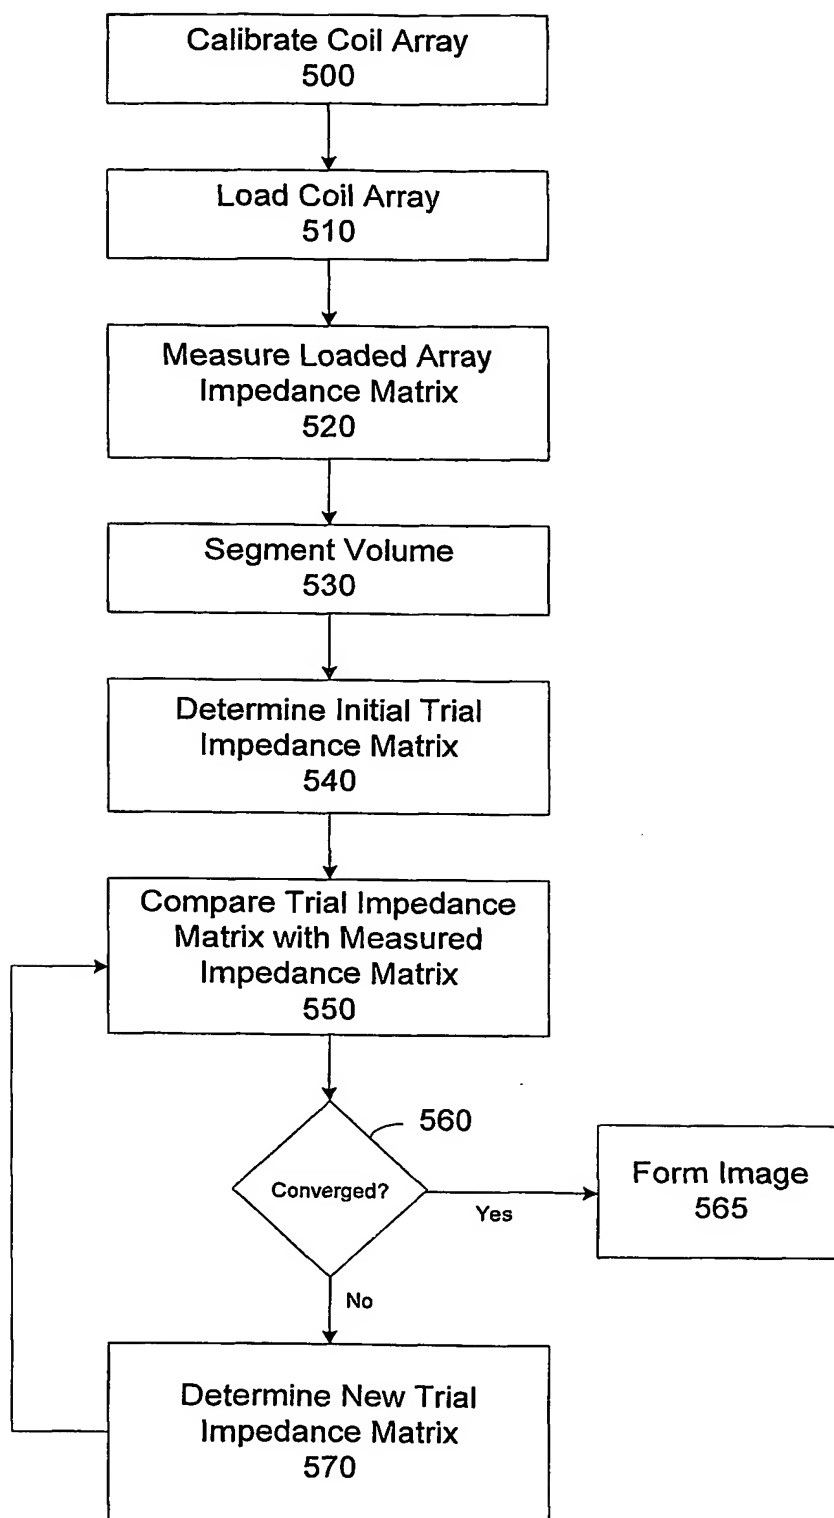 Calibrate Coil Array
500
Load Coil Array
510
Measure Loaded Array
Impedance Matrix
520
Segment Volume
530
Determine Initial Trial
Impedance Matrix
540
Compare Trial Impedance
Matrix with Measured
Impedance Matrix
550
560
Converged?
Yes
Form Image
565
No
Determine New Trial
Impedance Matrix
570